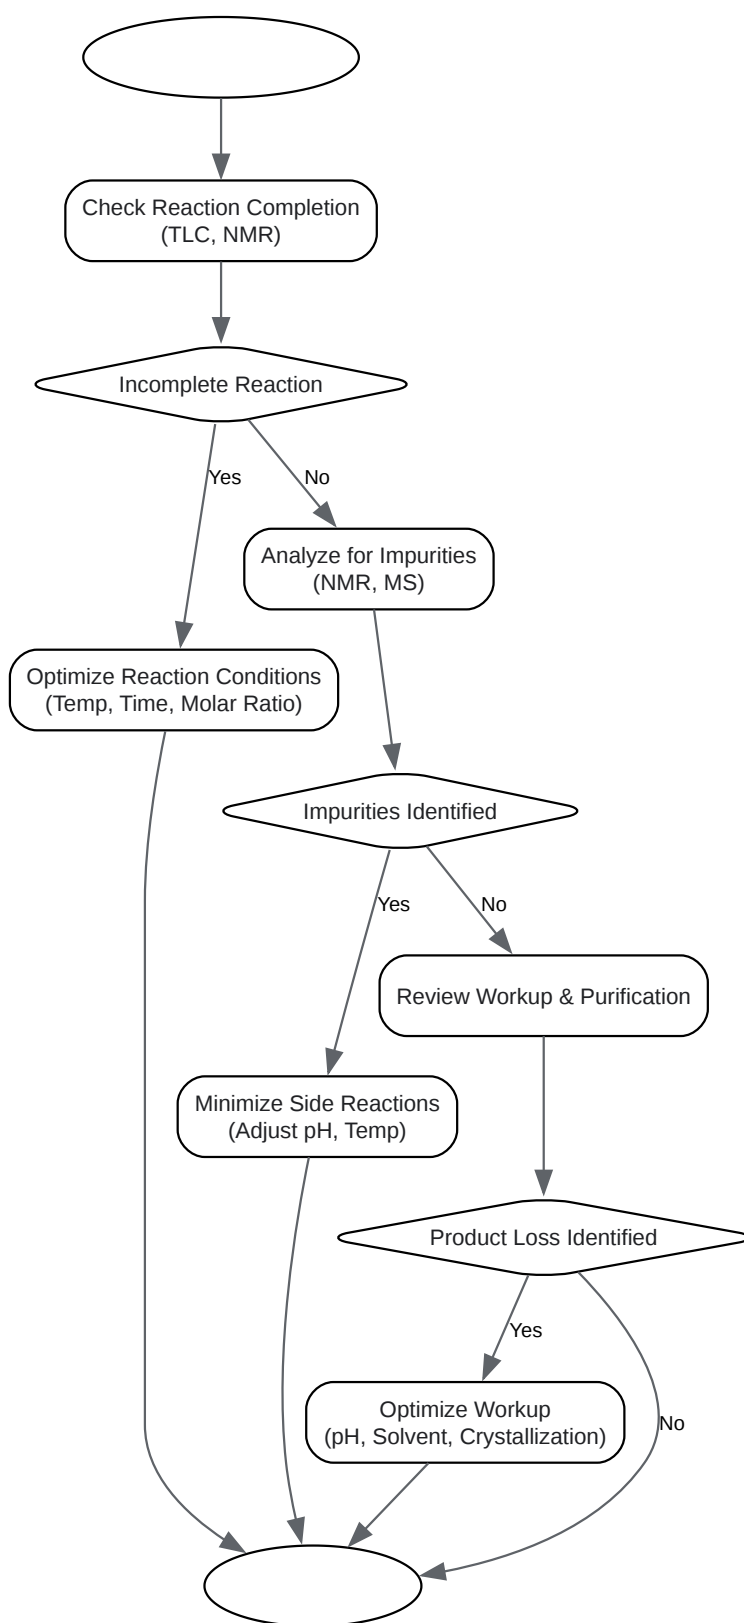 Check Reaction Completion
(TLC, NMR)
Incomplete Reaction
Yes
No
Analyze for Impurities
(NMR, MS)
Optimize Reaction Conditions
(Temp, Time, Molar Ratio)
Impurities Identified
Yes
No
Review Workup & Purification
Minimize Side Reactions
(Adjust pH, Temp)
Product Loss Identified
Yes
Optimize Workup
(pH, Solvent, Crystallization)
No